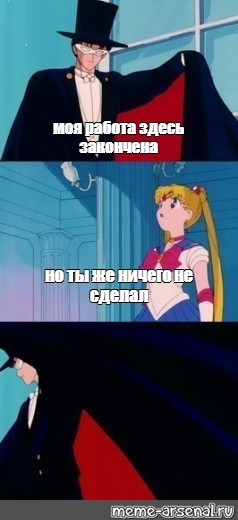 моя работа здесь
закончена
но ты же ничего не
сделал
meme-arsenal.ru